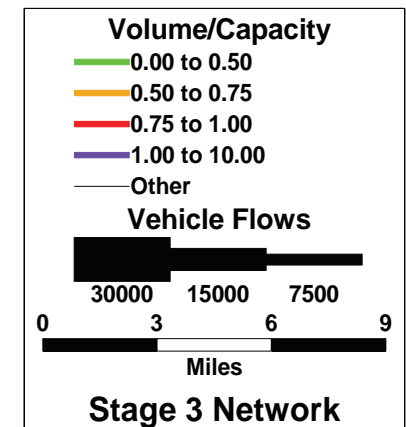 Volume/Capacity
0.00 to 0.50
0.50 to 0.75
0.75 to 1.00
1.00 to 10.00
Other
Vehicle Flows
30000 15000 7500
0 3 6 9
Miles
Stage 3 Network